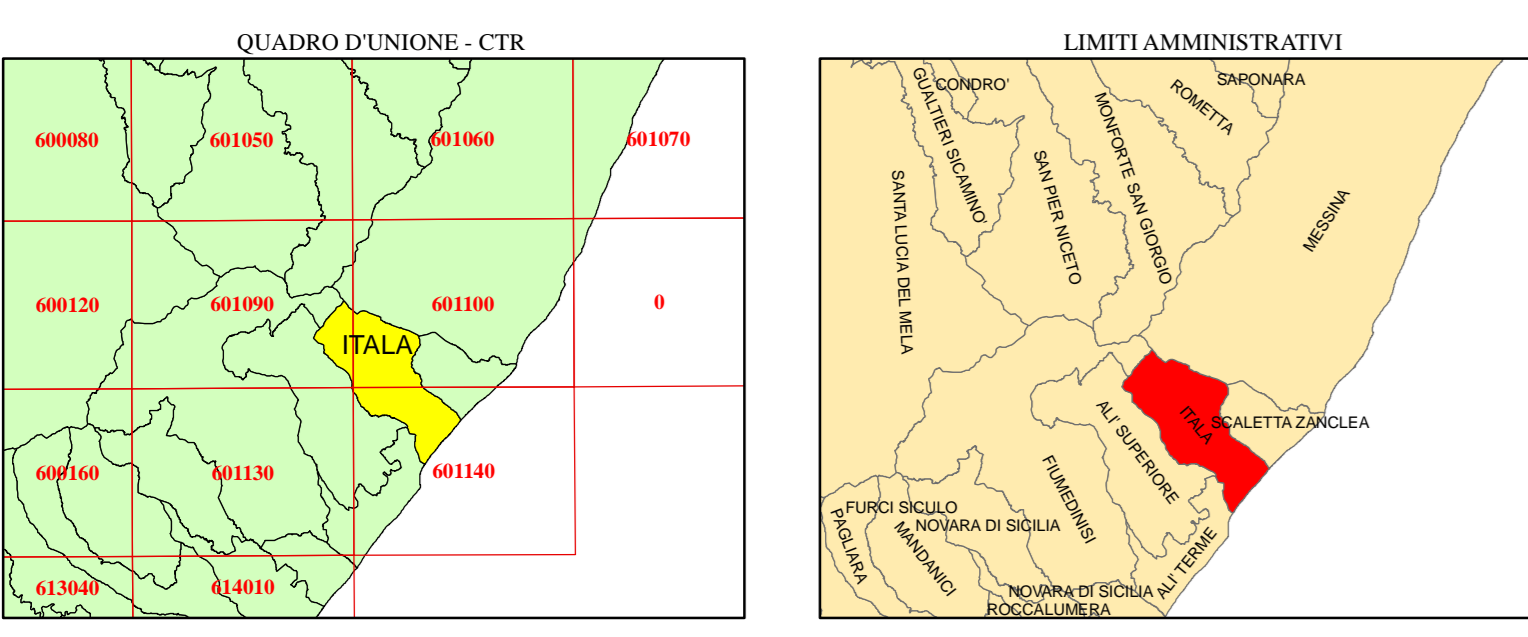 QUADRO D'UNIONE - CTR
600080
601050
601060
601070
600120
601090
601100
0
ITALA
600160
601130
601140
613040
614010
LIMITI AMMINISTRATIVI
GUALTIERI SICAMINO'
CONDRO'
SAPONARA
ROMETTA
MONFORTE SAN GIORGIO
SAN PIER NICETO
SANTA LUCIA DEL MELA
MESSINA
ITALA
SCALETTA ZANCLEA
ALI' SUPERIORE
FIUMEDINISI
FURCI SICULO
NOVARA DI SICILIA
PAGLIARA
MANDANICI
ALI' TERME
NOVARA DI SICILIA
ROCCALUMERA